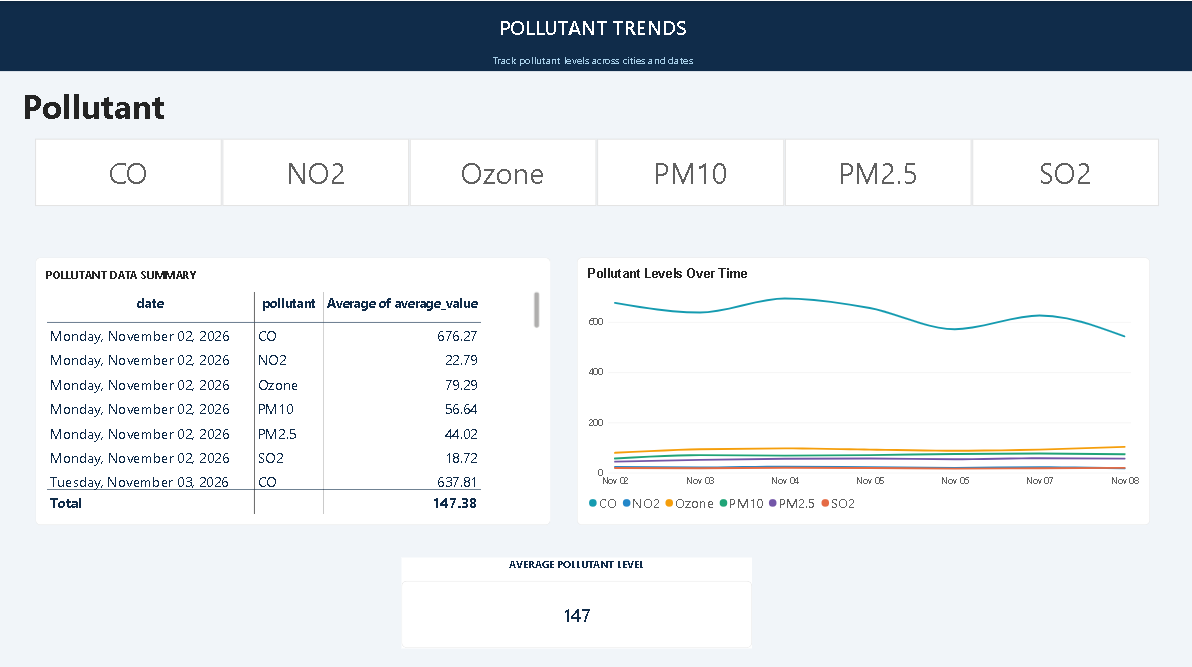 POLLUTANT TRENDS
Track pollutant levels across cities and dates
Pollutant
CO NO2 Ozone PM10 PM2.5 SO2
POLLUTANT DATA SUMMARY
date pollutant Average of average_value
Monday, November 02, 2026 CO 676.27
Monday, November 02, 2026 NO2 22.79
Monday, November 02, 2026 Ozone 79.29
Monday, November 02, 2026 PM10 56.64
Monday, November 02, 2026 PM2.5 44.02
Monday, November 02, 2026 SO2 18.72
Tuesday, November 03, 2026 CO 637.81
Total 147.38
Pollutant Levels Over Time
600
400
200
0
Nov 02 Nov 03 Nov 04 Nov 05 Nov 05 Nov 07 Nov 08
CO NO2 Ozone PM10 PM2.5 SO2
AVERAGE POLLUTANT LEVEL
147